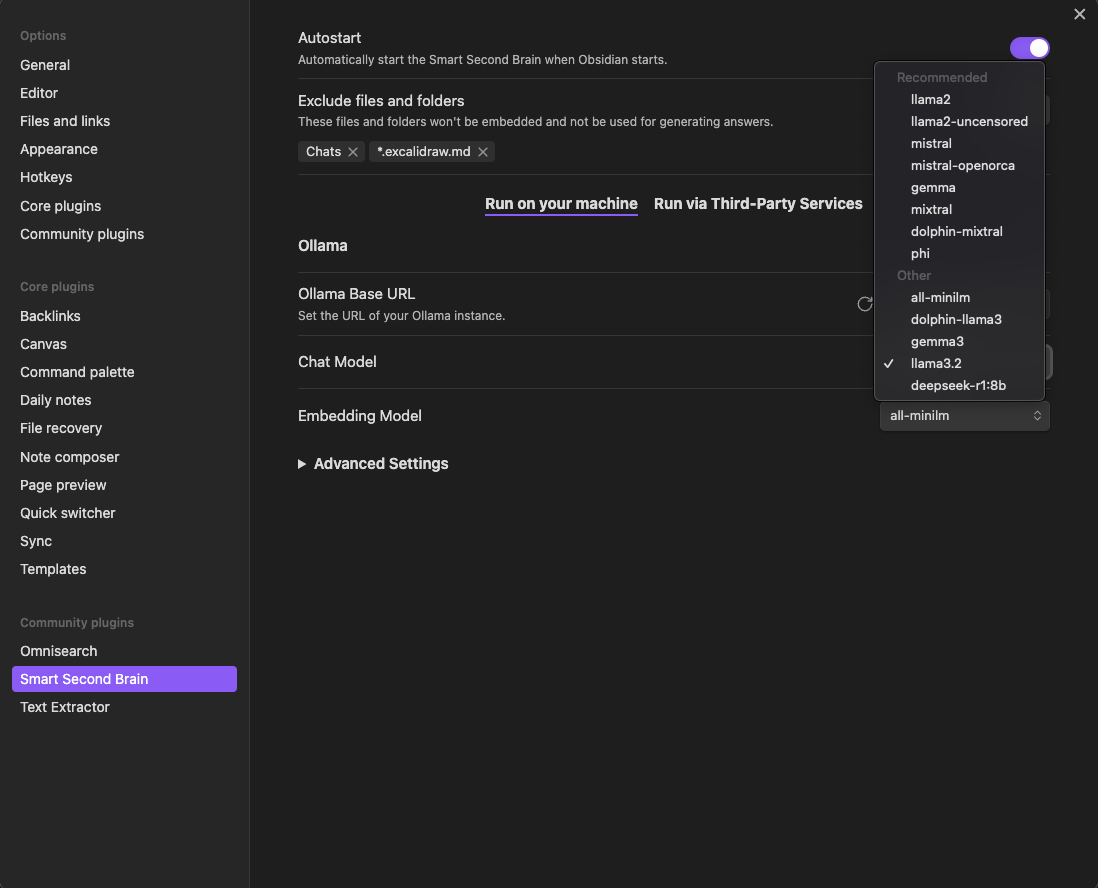 Options
General
Editor
Files and links
Appearance
Hotkeys
Core plugins
Community plugins
Core plugins
Backlinks
Canvas
Command palette
Daily notes
File recovery
Note composer
Page preview
Quick switcher
Sync
Templates
Community plugins
Omnisearch
Smart Second Brain
Text Extractor
Autostart
Automatically start the Smart Second Brain when Obsidian starts.
Exclude files and folders
These files and folders won't be embedded and not be used for generating answers.
Chats *.excalidraw.md
Run on your machine Run via Third-Party Services
Ollama
Ollama Base URL
Set the URL of your Ollama instance.
Chat Model
Recommended
llama2
llama2-uncensored
mistral
mistral-openorca
gemma
mixtral
dolphin-mixtral
phi
Other
all-minilm
dolphin-llama3
gemma3
llama3.2
deepseek-r1:8b
Embedding Model
all-minilm
Advanced Settings